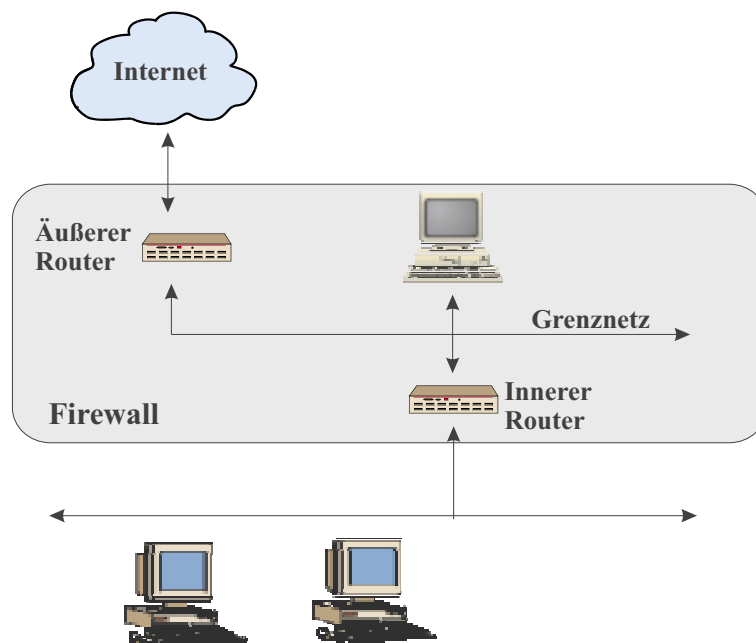 Internet
Äußerer
Router
Grenznetz
Innerer
Router
Firewall